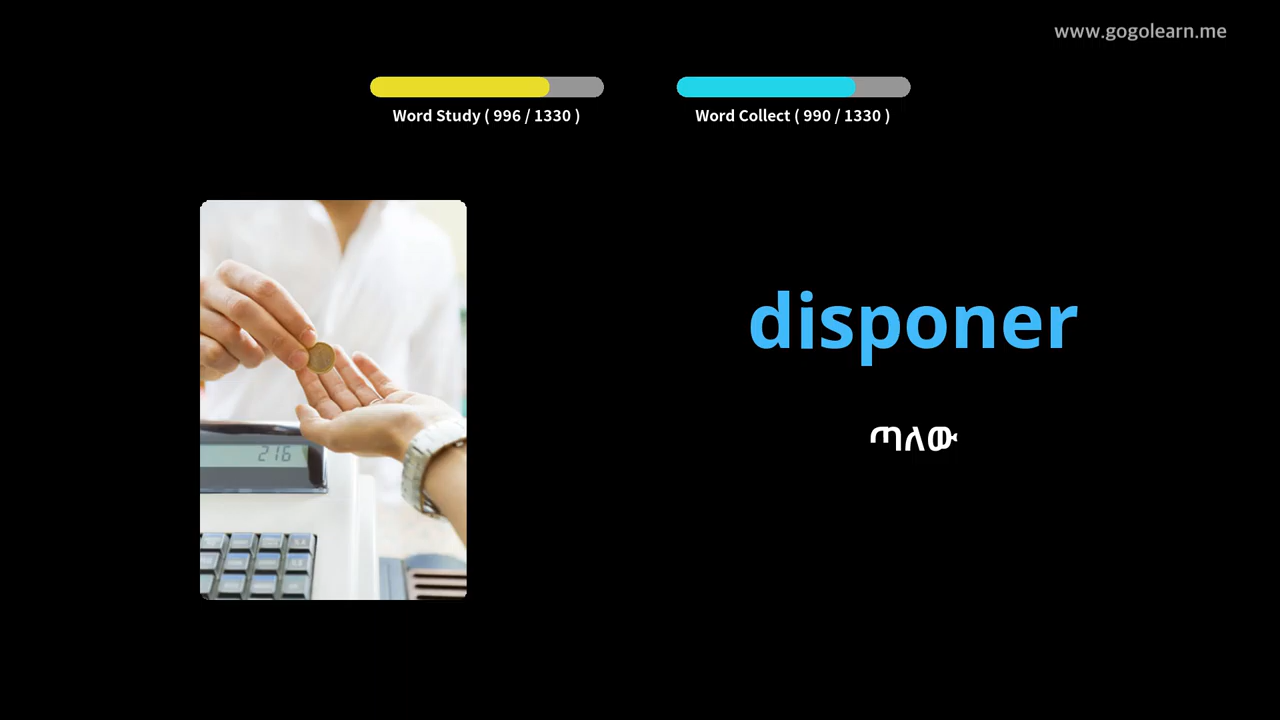 www.gogolearn.me
Word Study ( 996 / 1330 )
Word Collect ( 990 / 1330 )
disponer
ጣለው
216